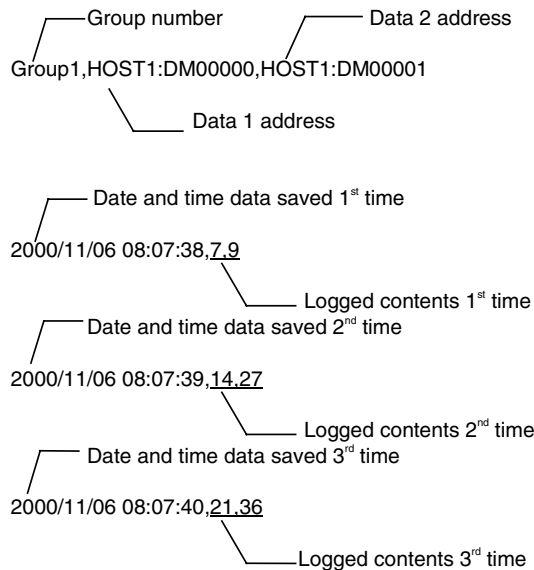 Group number
Data 2 address
Group1,HOST1:DM00000,HOST1:DM00001
Data 1 address
Date and time data saved 1st time
2000/11/06 08:07:38,7,9
Logged contents 1st time
Date and time data saved 2nd time
2000/11/06 08:07:39,14,27
Logged contents 2nd time
Date and time data saved 3rd time
2000/11/06 08:07:40,21,36
Logged contents 3rd time